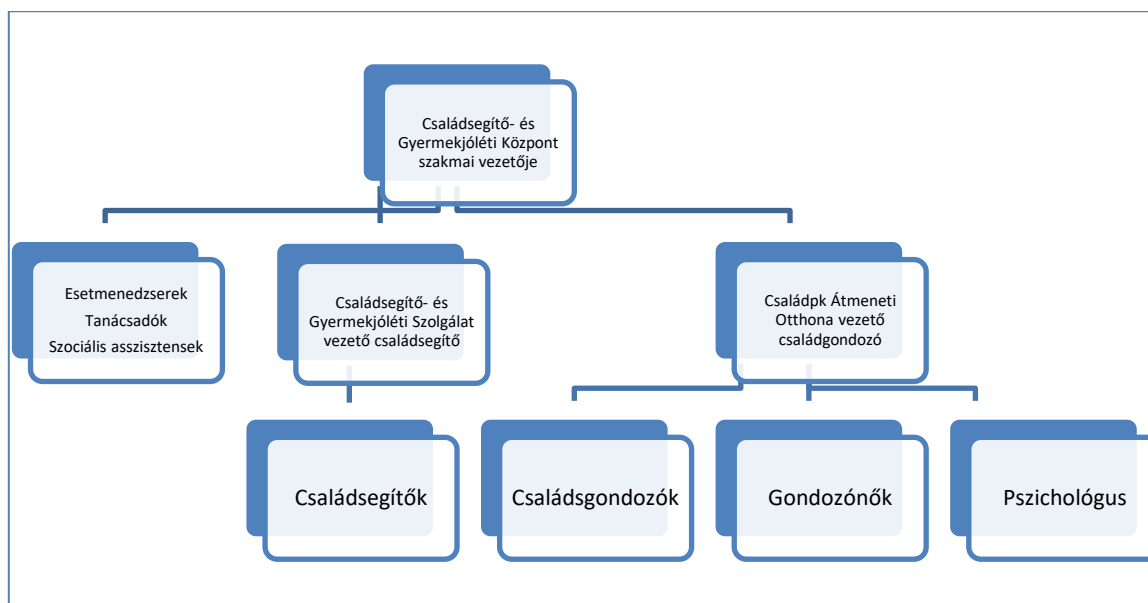 Családsegítő- és
Gyermekjóléti Központ
szakmai vezetője
Esetmenedzserek
Tanácsadók
Szociális asszisztensek
Családsegítő- és
Gyermekjóléti Szolgálat
vezető családsegítő
Családpk Átmeneti
Otthona vezető
családgondozó
Családsegítők
Családsgondozók
Gondozónők
Pszichológus